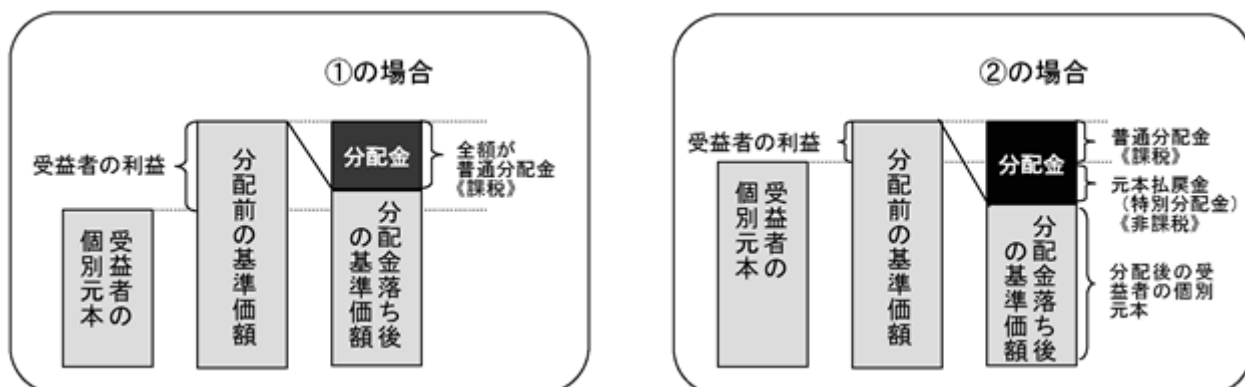 ①の場合
受益者の利益
受益者の
個別元本
分配前の基準価額
分配金
分配金落ち後
の基準価額
全額が
普通分配金
《課税》
②の場合
受益者の利益
受益者の
個別元本
分配前の基準価額
分配金
分配金落ち後
の基準価額
普通分配金
《課税》
元本払戻金
(特別分配金)
《非課税》
分配後の受
益者の個別
元本